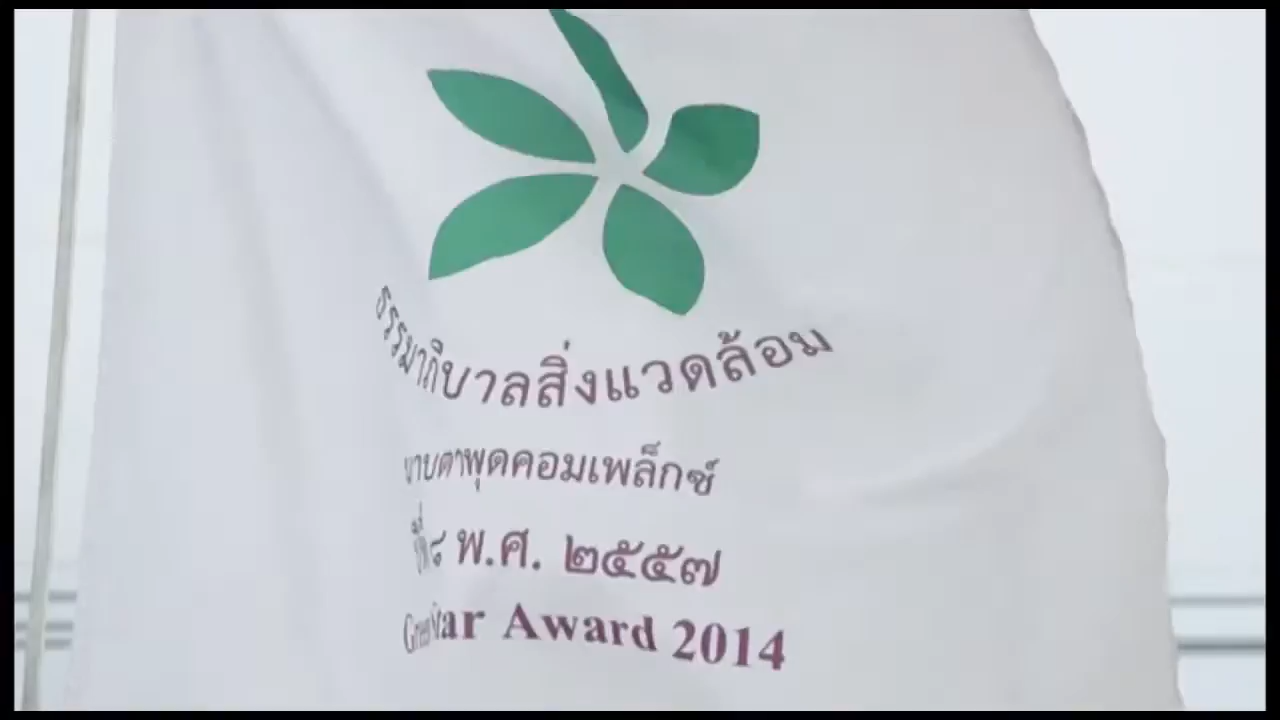 ธรรมาภิบาลสิ่งแวดล้อม
มาบตาพุดคอมเพล็กซ์
พ.ศ. ๒๕๕๗
Award 2014